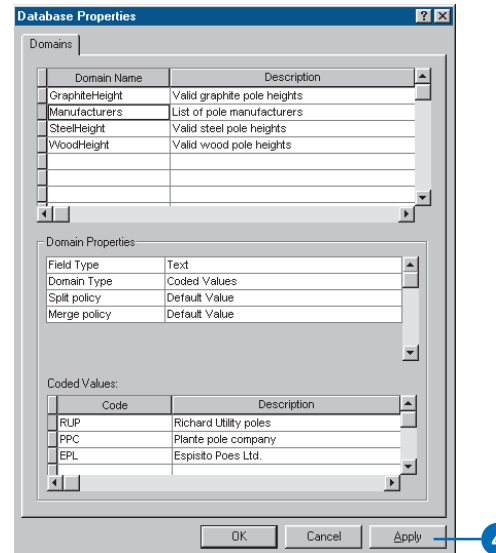 Database Properties
Domains
Domain Name Description
GraphiteHeight Valid graphite pole heights
Manufacturers List of pole manufacturers
SteelHeight Valid steel pole heights
WoodHeight Valid wood pole heights
Domain Properties
Field Type Text
Domain Type Coded Values
Split policy Default Value
Merge policy Default Value
Coded Values:
Code Description
RUP Richard Utility poles
PPC Plante pole company
EPL Espisito Poes Ltd.
OK Cancel Apply